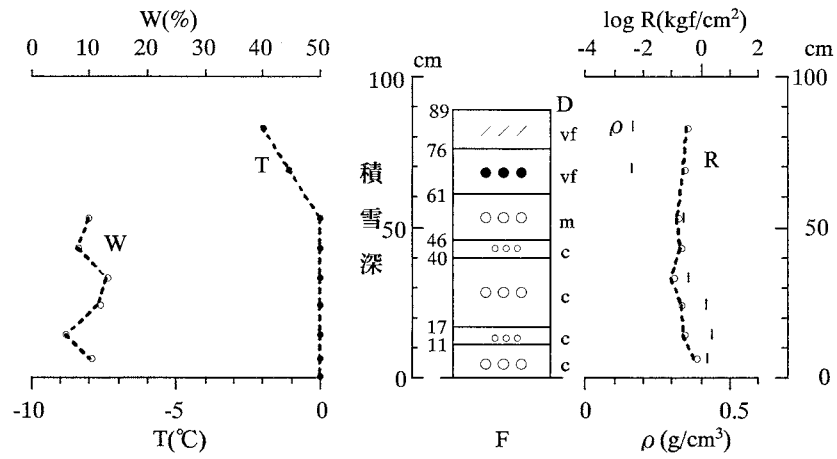 W(%)
0 10 20 30 40 50
log R(kgf/cm2)
-4 -2 0 2
cm
cm
100
100
D
89
vf
76
vf
61
m
46
c
40
c
17
c
11
c
T
W
ρ
R
積
雪
深
50
50
0
0
-10 -5 0
T(℃)
F
0 0.5
ρ (g/cm3)